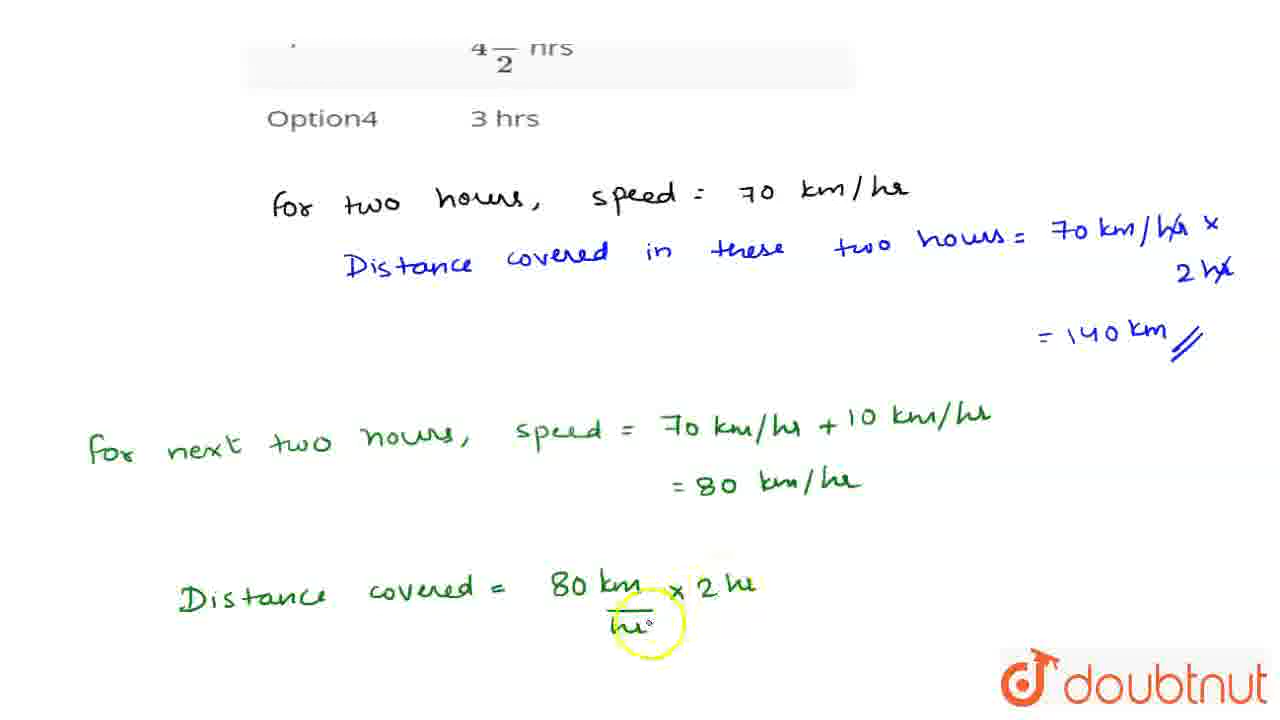 4 — hrs
2
Option4 3 hrs
for two hours, speed = 70 km/hr
Distance covered in these two hours = 70 km/hr ×
2 hr
= 140 km
for next two hours, speed = 70 km/hr + 10 km/hr
= 80 km/hr
Distance covered = 80 km × 2 hr
hr
doubtnut